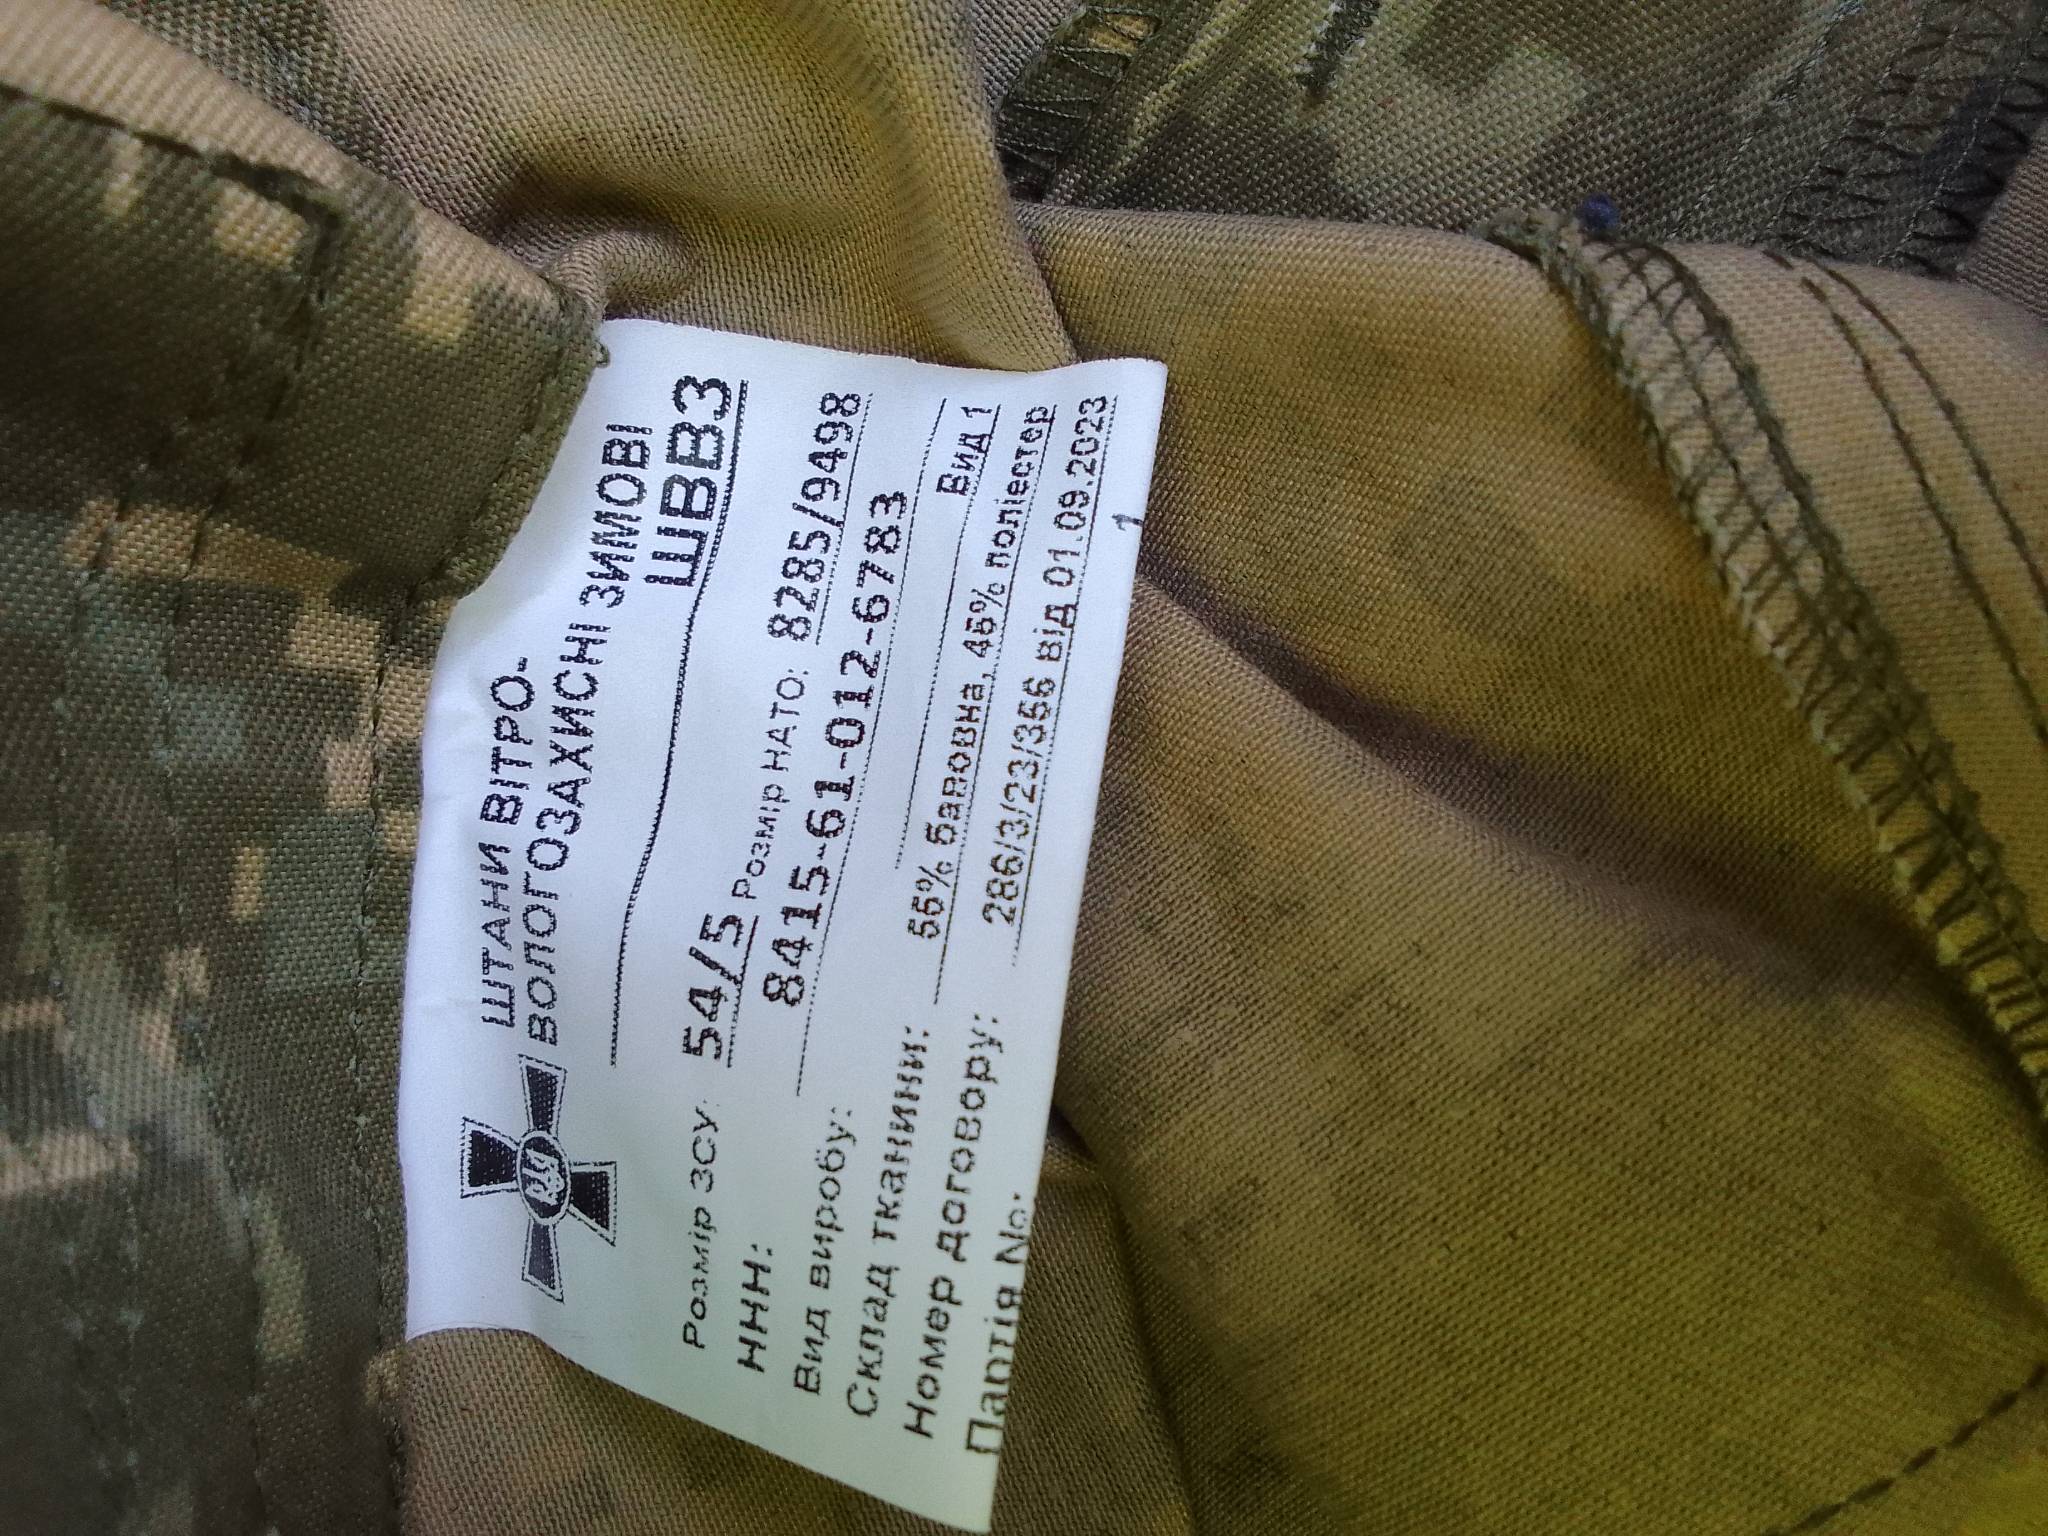 ШТАНИ ВІТРО-
ВОЛОГОЗАХИСНІ ЗИМОВІ
ШВВЗ
Розмір ЗСУ: 54/5 Розмір НАТО: 8285/9498
ННН: 8415-61-012-6783
Вид виробу: Вид 1
Склад тканини: 55% бавовна, 45% поліестер
Номер договору: 286/3/23/356 від 01.09.2023
Партія №: 1